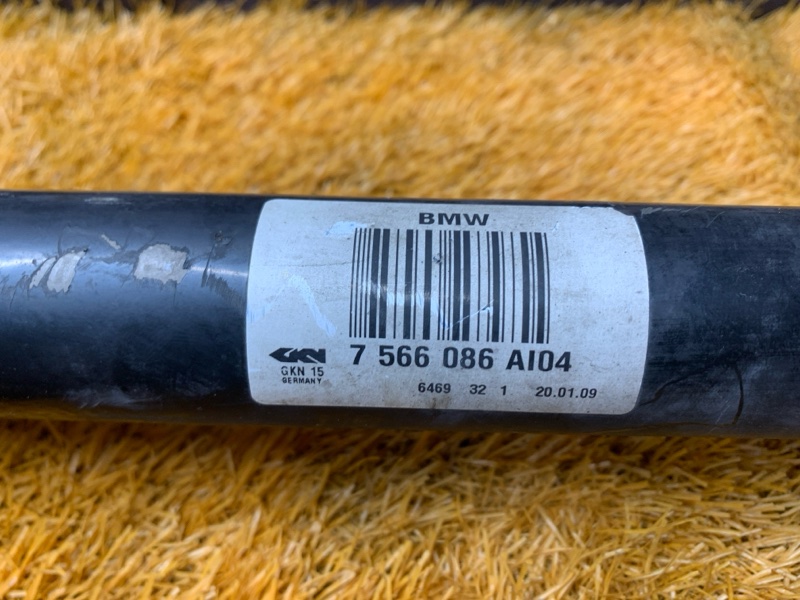 BMW
GKN 7 566 086 AI04
GKN 15
GERMANY
6469 32 1 20.01.09